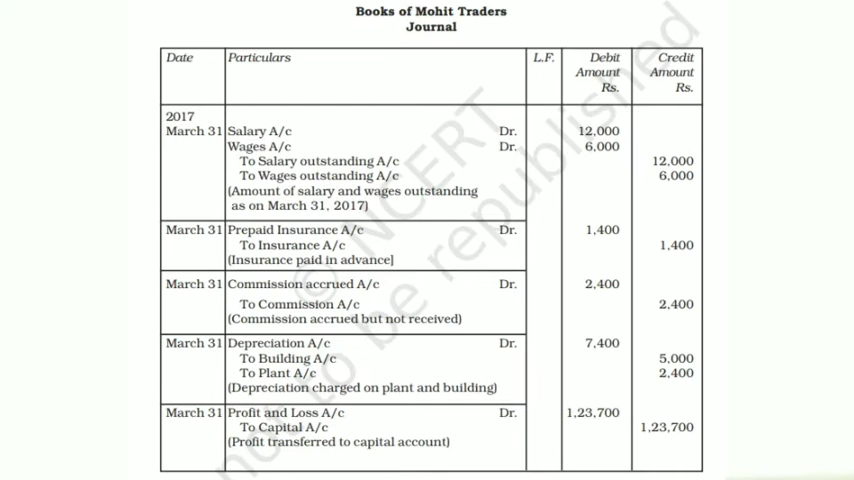 Books of Mohit Traders
Journal
Date Particulars L.F. Debit Credit
Amount Amount
Rs. Rs.
2017
March 31 Salary A/c Dr. 12,000
Wages A/c Dr. 6,000
To Salary outstanding A/c 12,000
To Wages outstanding A/c 6,000
(Amount of salary and wages outstanding
as on March 31, 2017)
March 31 Prepaid Insurance A/c Dr. 1,400
To Insurance A/c 1,400
(Insurance paid in advance]
March 31 Commission accrued A/c Dr. 2,400
To Commission A/c 2,400
(Commission accrued but not received)
March 31 Depreciation A/c Dr. 7,400
To Building A/c 5,000
To Plant A/c 2,400
(Depreciation charged on plant and building)
March 31 Profit and Loss A/c Dr. 1,23,700
To Capital A/c 1,23,700
(Profit transferred to capital account)
© NCERT
not to be republished